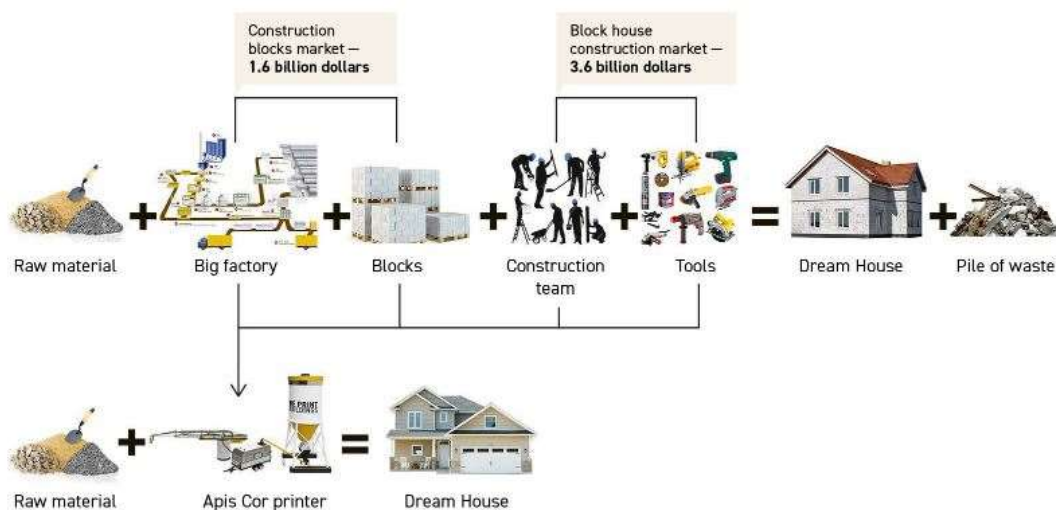 Construction
blocks market —
1.6 billion dollars
Block house
construction market —
3.6 billion dollars
Raw material
Big factory
Blocks
Construction
team
Tools
Dream House
Pile of waste
Raw material
Apis Cor printer
Dream House